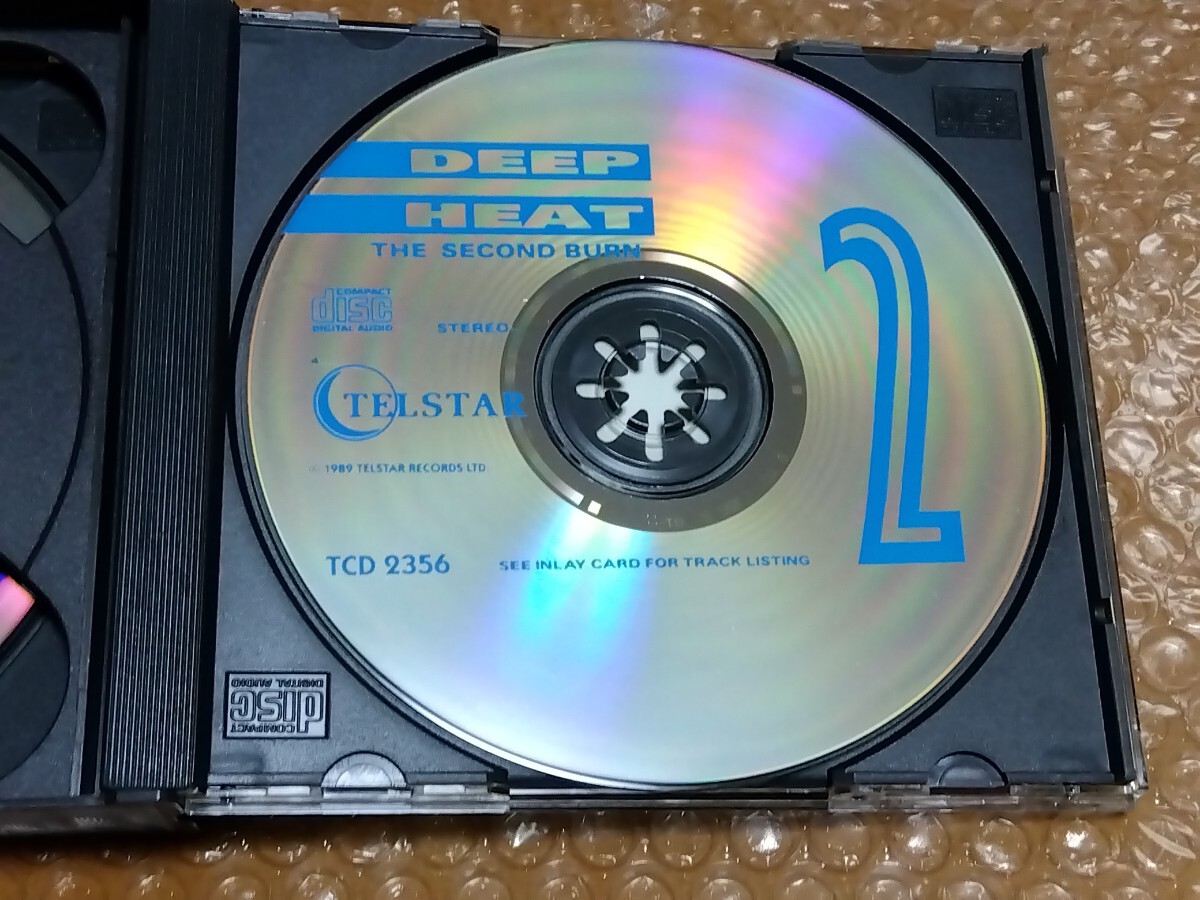 DEEP
HEAT
THE SECOND BURN
COMPACT
disc
DIGITAL AUDIO
STEREO
TELSTAR
1989 TELSTAR RECORDS LTD
TCD 2356
SEE INLAY CARD FOR TRACK LISTING
2
COMPACT
disc
DIGITAL AUDIO